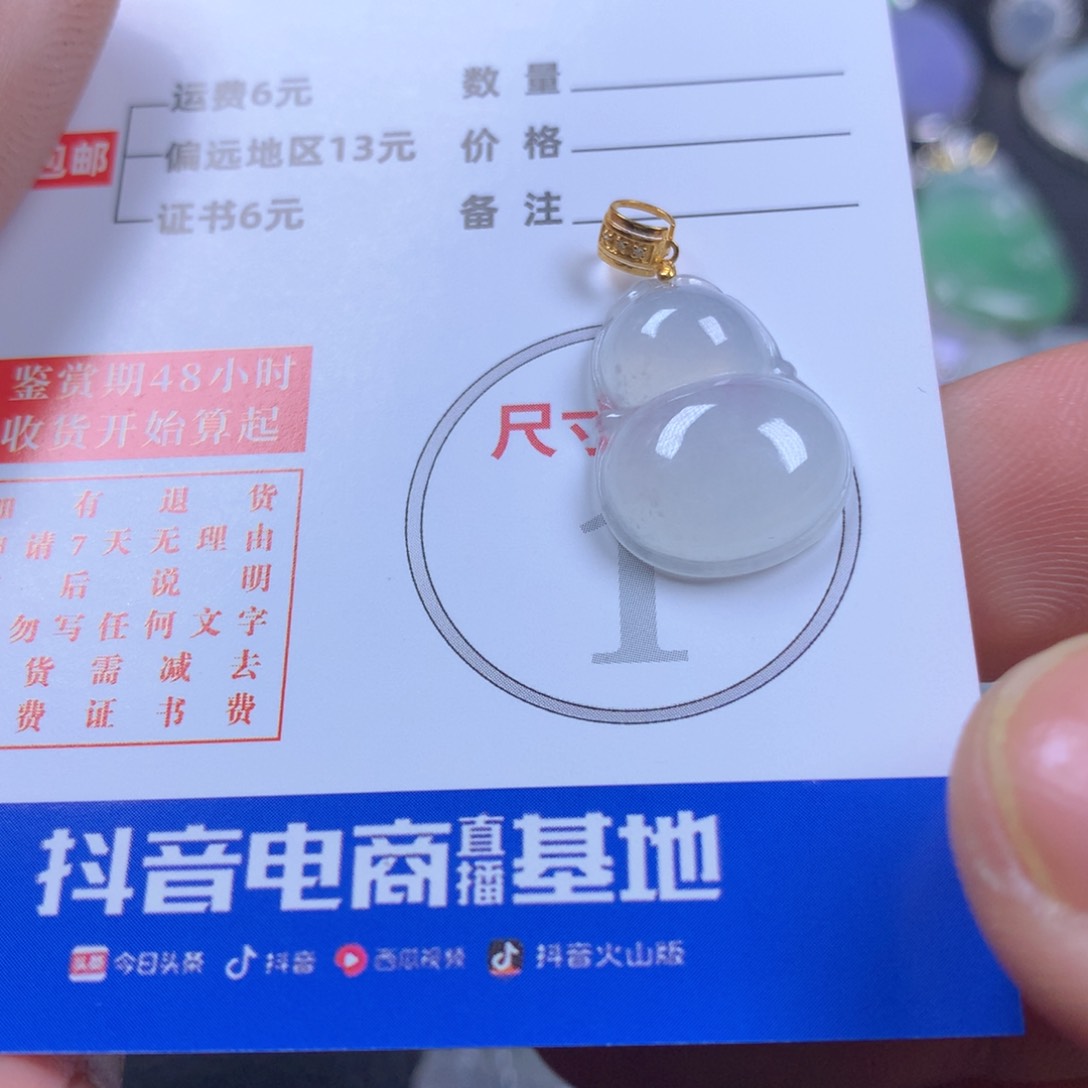 运费6元
数量
包邮
偏远地区13元
价格
证书6元
备注
鉴赏期48小时
收货开始算起
尺寸
1
有退货
请7天无理由
后说明
勿写任何文字
货需减去
费证书费
抖音电商直播基地
头条 今日头条 抖音 西瓜视频 抖音火山版